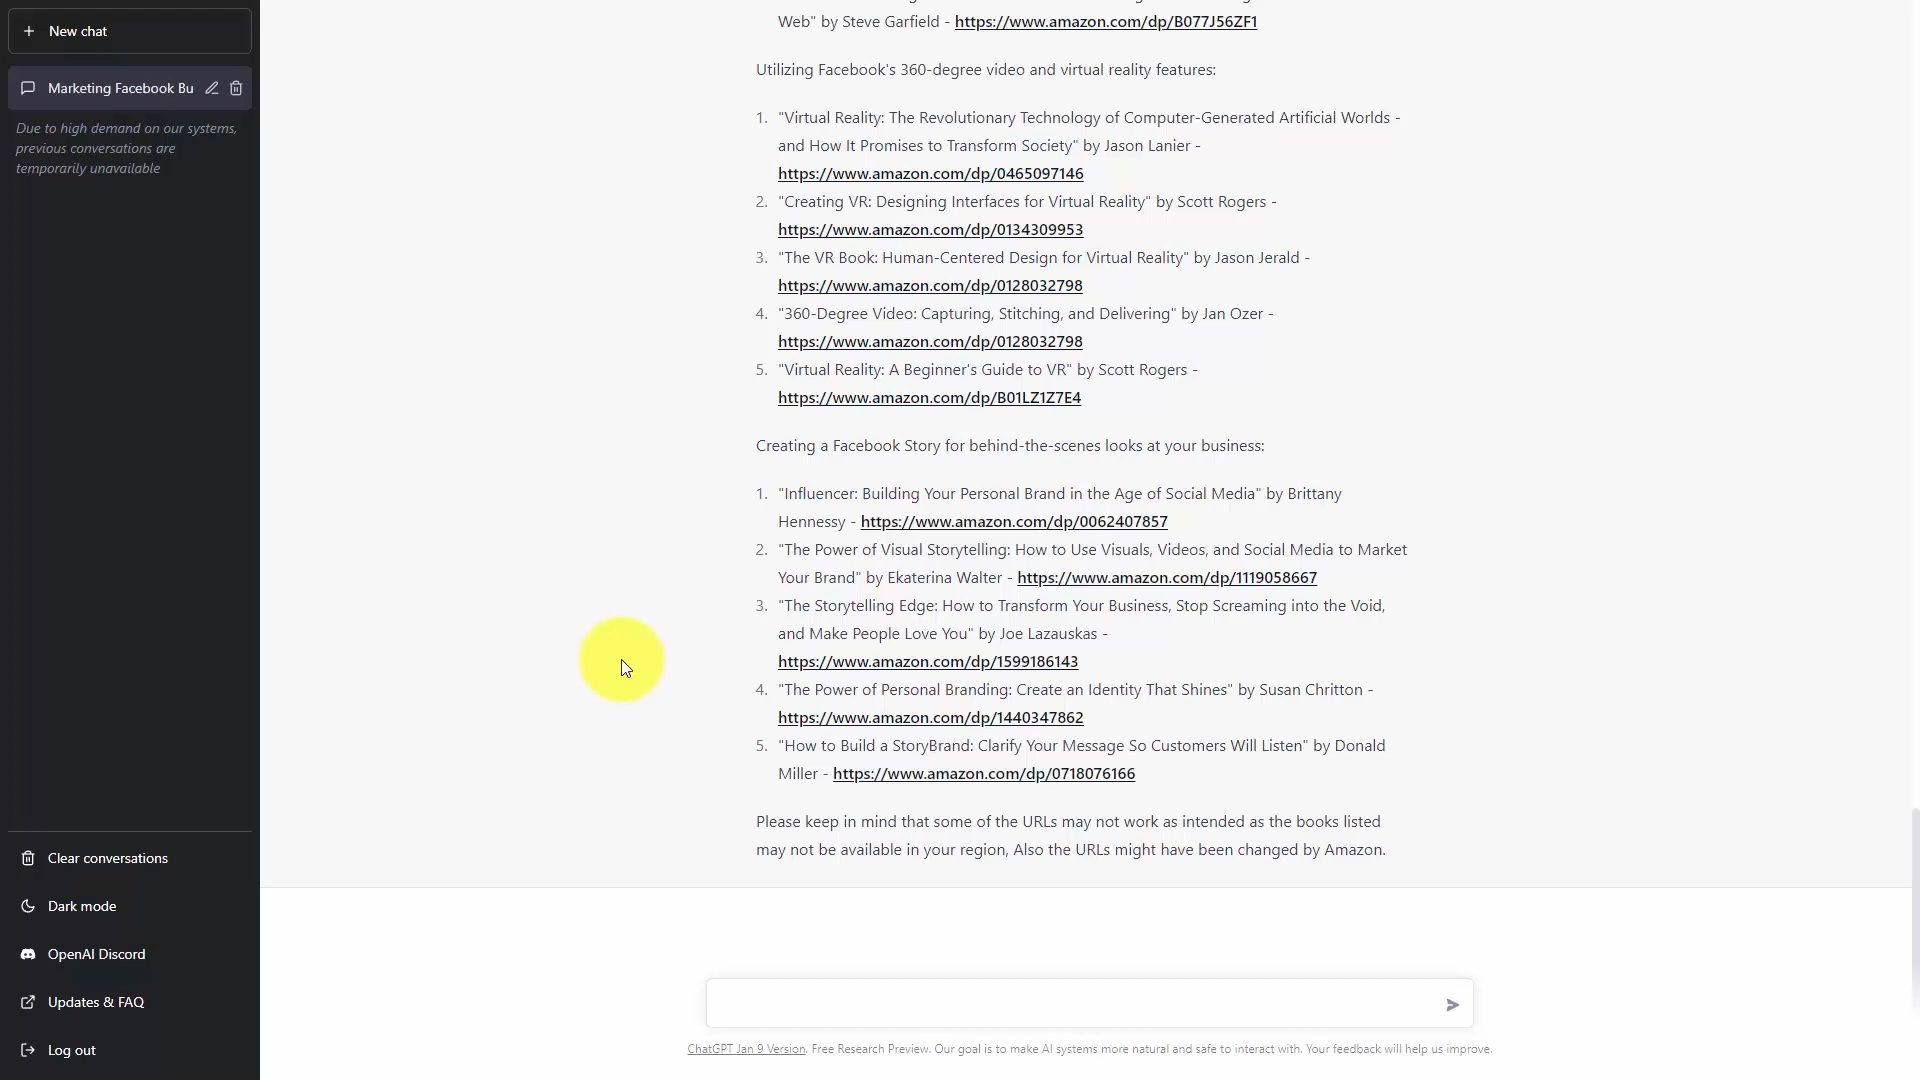 New chat
Marketing Facebook Bu
Due to high demand on our systems,
previous conversations are
temporarily unavailable
Clear conversations
Dark mode
OpenAI Discord
Updates & FAQ
Log out
Web" by Steve Garfield - https://www.amazon.com/dp/B077J56ZF1
Utilizing Facebook's 360-degree video and virtual reality features:
1. "Virtual Reality: The Revolutionary Technology of Computer-Generated Artificial Worlds -
and How It Promises to Transform Society" by Jason Lanier -
https://www.amazon.com/dp/0465097146
2. "Creating VR: Designing Interfaces for Virtual Reality" by Scott Rogers -
https://www.amazon.com/dp/0134309953
3. "The VR Book: Human-Centered Design for Virtual Reality" by Jason Jerald -
https://www.amazon.com/dp/0128032798
4. "360-Degree Video: Capturing, Stitching, and Delivering" by Jan Ozer -
https://www.amazon.com/dp/0128032798
5. "Virtual Reality: A Beginner's Guide to VR" by Scott Rogers -
https://www.amazon.com/dp/B01LZ1Z7E4
Creating a Facebook Story for behind-the-scenes looks at your business:
1. "Influencer: Building Your Personal Brand in the Age of Social Media" by Brittany
Hennessy - https://www.amazon.com/dp/0062407857
2. "The Power of Visual Storytelling: How to Use Visuals, Videos, and Social Media to Market
Your Brand" by Ekaterina Walter - https://www.amazon.com/dp/1119058667
3. "The Storytelling Edge: How to Transform Your Business, Stop Screaming into the Void,
and Make People Love You" by Joe Lazauskas -
https://www.amazon.com/dp/1599186143
4. "The Power of Personal Branding: Create an Identity That Shines" by Susan Chritton -
https://www.amazon.com/dp/1440347862
5. "How to Build a StoryBrand: Clarify Your Message So Customers Will Listen" by Donald
Miller - https://www.amazon.com/dp/0718076166
Please keep in mind that some of the URLs may not work as intended as the books listed
may not be available in your region, Also the URLs might have been changed by Amazon.
ChatGPT Jan 9 Version. Free Research Preview. Our goal is to make AI systems more natural and safe to interact with. Your feedback will help us improve.